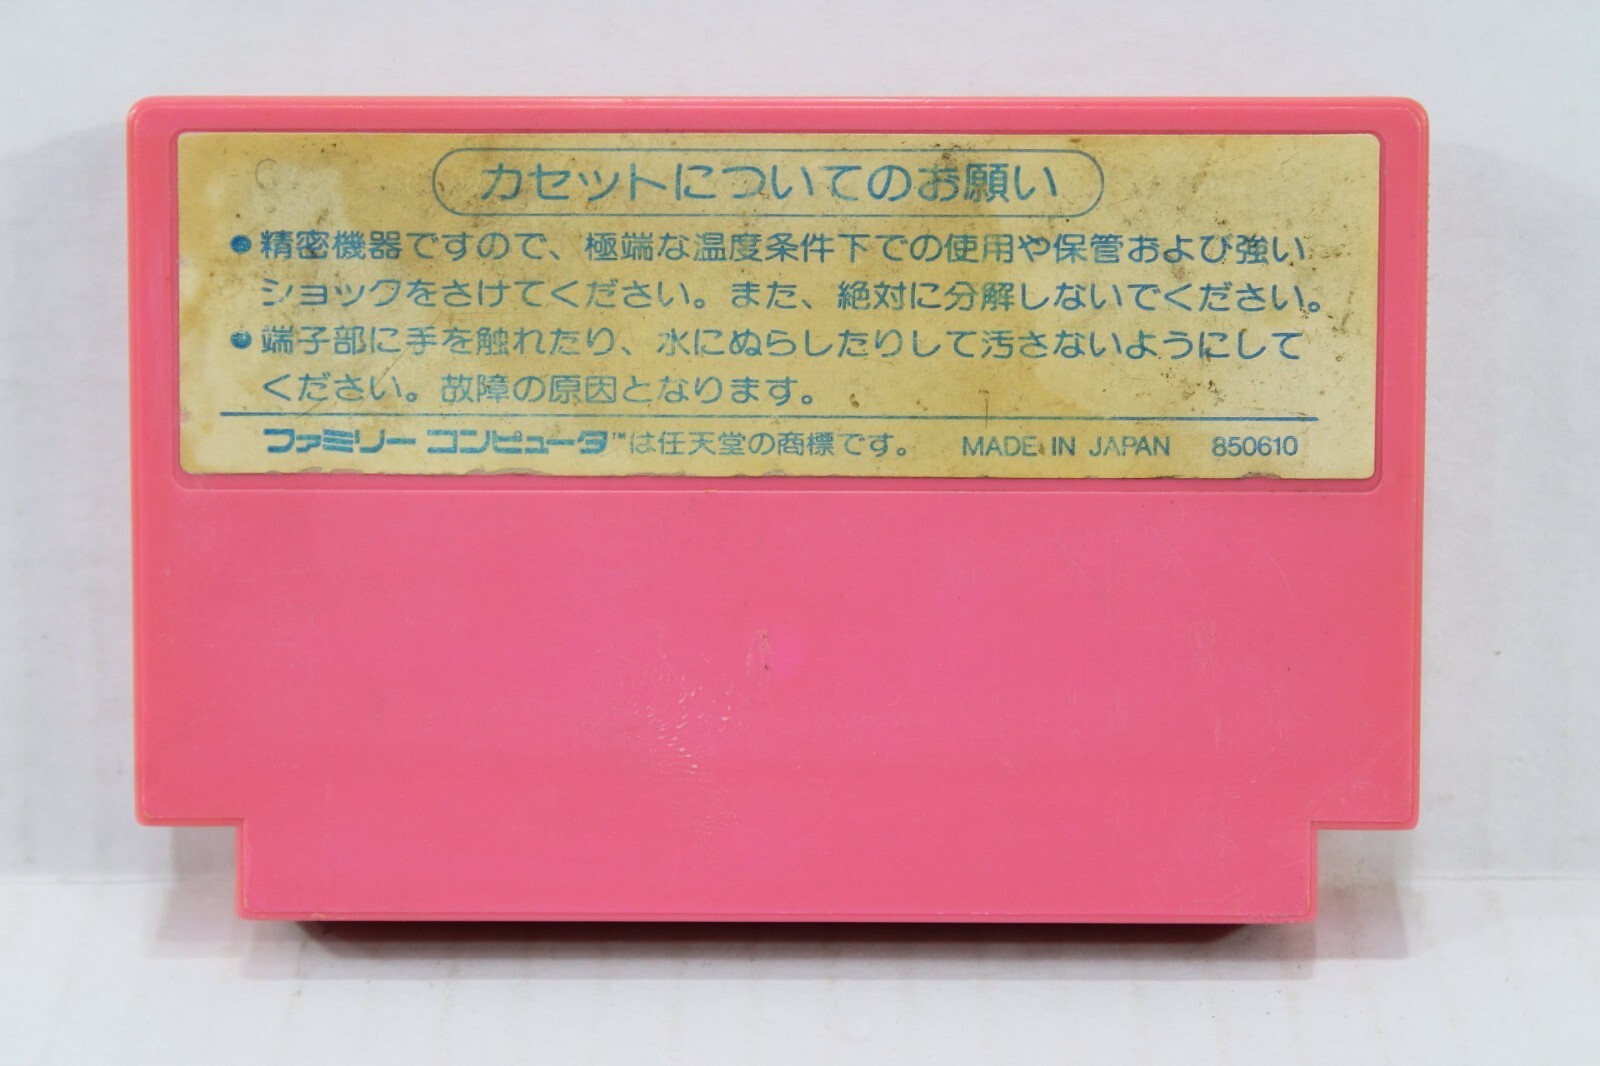 カセットについてのお願い
●精密機器ですので、極端な温度条件下での使用や保管および強い
ショックをさけてください。また、絶対に分解しないでください。
●端子部に手を触れたり、水にぬらしたりして汚さないようにして
ください。故障の原因となります。
ファミリーコンピュータ™は任天堂の商標です。 MADE IN JAPAN 850610